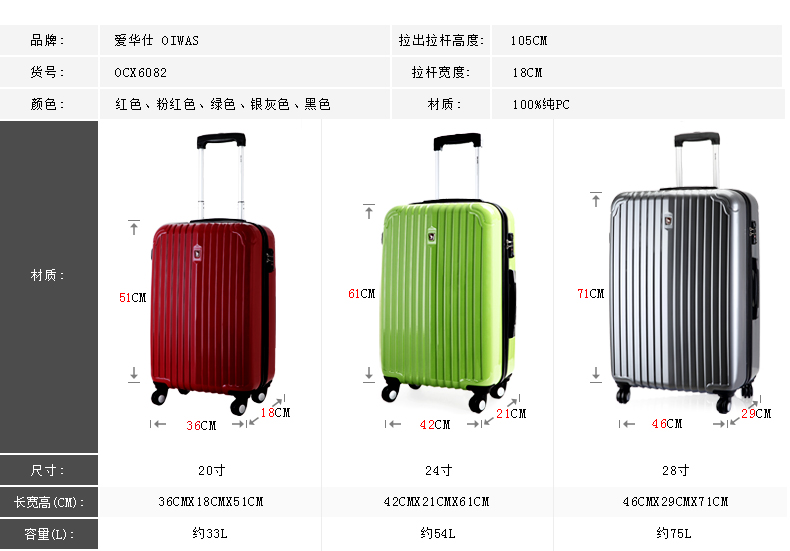 品牌: 爱华仕 OIWAS 拉出拉杆高度: 105CM
货号: OCX6082 拉杆宽度: 18CM
颜色: 红色、粉红色、绿色、银灰色、黑色 材质: 100%纯PC
材质:
51CM
36CM
18CM
61CM
42CM
21CM
71CM
46CM
29CM
尺寸: 20寸 24寸 28寸
长宽高(CM): 36CMX18CMX51CM 42CMX21CMX61CM 46CMX29CMX71CM
容量(L): 约33L 约54L 约75L